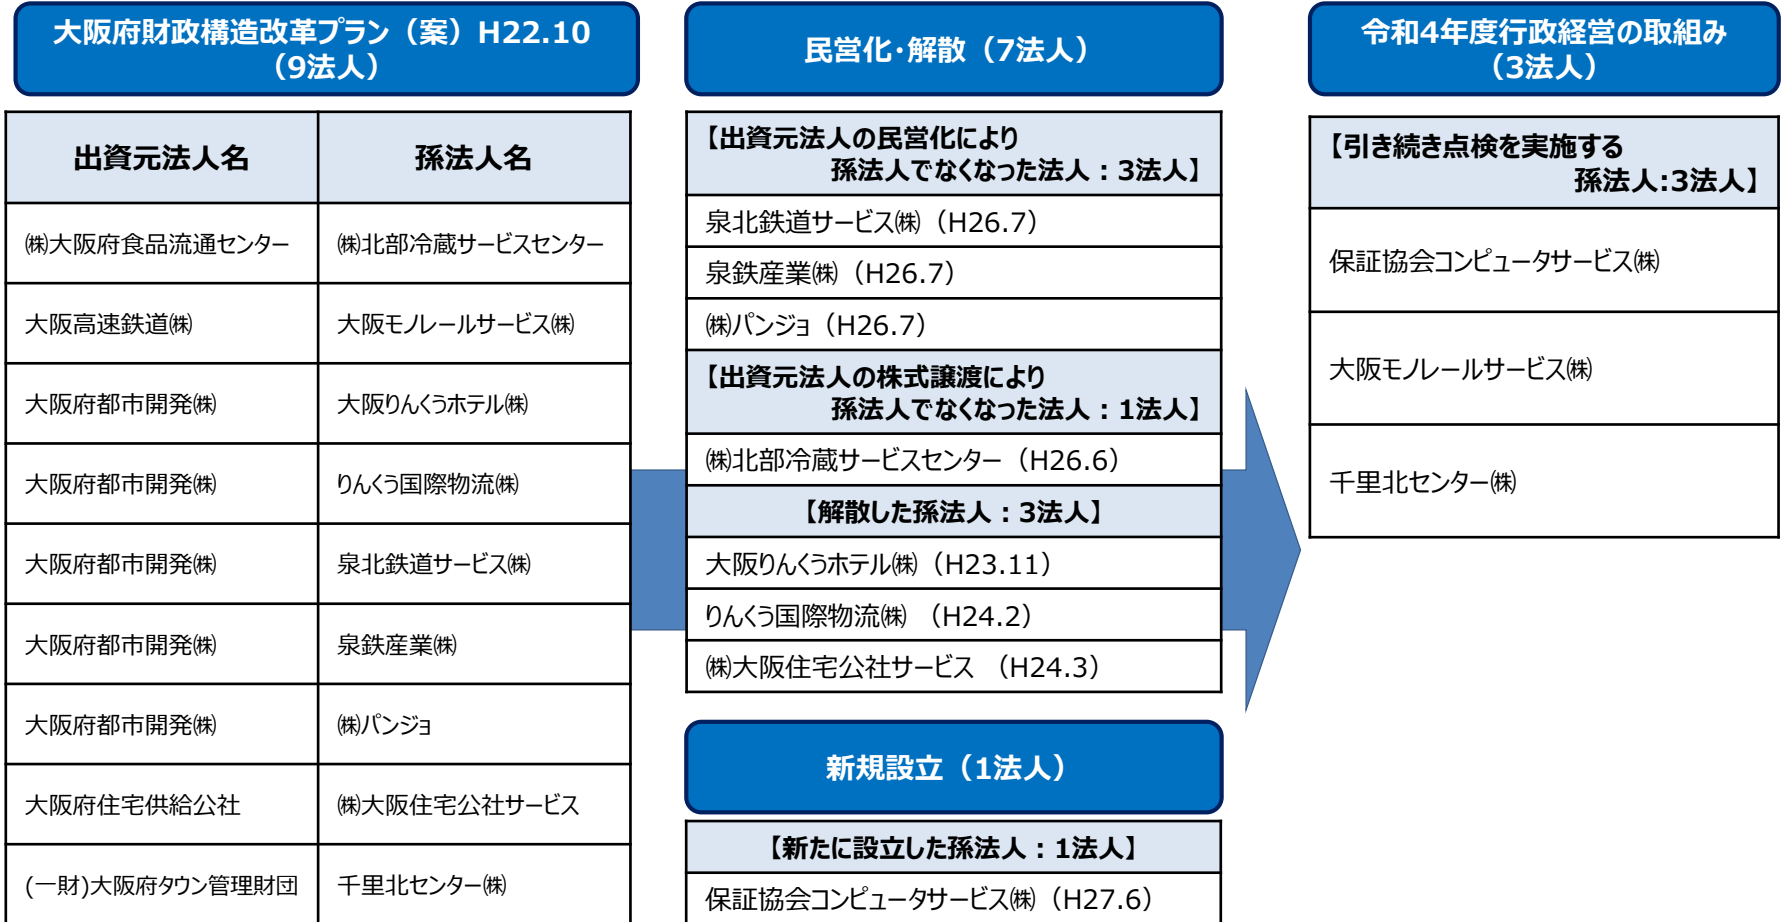 大阪府財政構造改革プラン（案）H22.10
（9法人）
出資元法人名 孫法人名
㈱大阪府食品流通センター ㈱北部冷蔵サービスセンター
大阪高速鉄道㈱ 大阪モノレールサービス㈱
大阪府都市開発㈱ 大阪りんくうホテル㈱
大阪府都市開発㈱ りんくう国際物流㈱
大阪府都市開発㈱ 泉北鉄道サービス㈱
大阪府都市開発㈱ 泉鉄産業㈱
大阪府都市開発㈱ ㈱パンジョ
大阪府住宅供給公社 ㈱大阪住宅公社サービス
(一財)大阪府タウン管理財団 千里北センター㈱
民営化・解散（7法人）
【出資元法人の民営化により
孫法人でなくなった法人：3法人】
泉北鉄道サービス㈱（H26.7）
泉鉄産業㈱（H26.7）
㈱パンジョ（H26.7）
【出資元法人の株式譲渡により
孫法人でなくなった法人：1法人】
㈱北部冷蔵サービスセンター（H26.6）
【解散した孫法人：3法人】
大阪りんくうホテル㈱（H23.11）
りんくう国際物流㈱ （H24.2）
㈱大阪住宅公社サービス （H24.3）
新規設立（1法人）
【新たに設立した孫法人：1法人】
保証協会コンピュータサービス㈱（H27.6）
令和4年度行政経営の取組み
（3法人）
【引き続き点検を実施する
孫法人:3法人】
保証協会コンピュータサービス㈱
大阪モノレールサービス㈱
千里北センター㈱